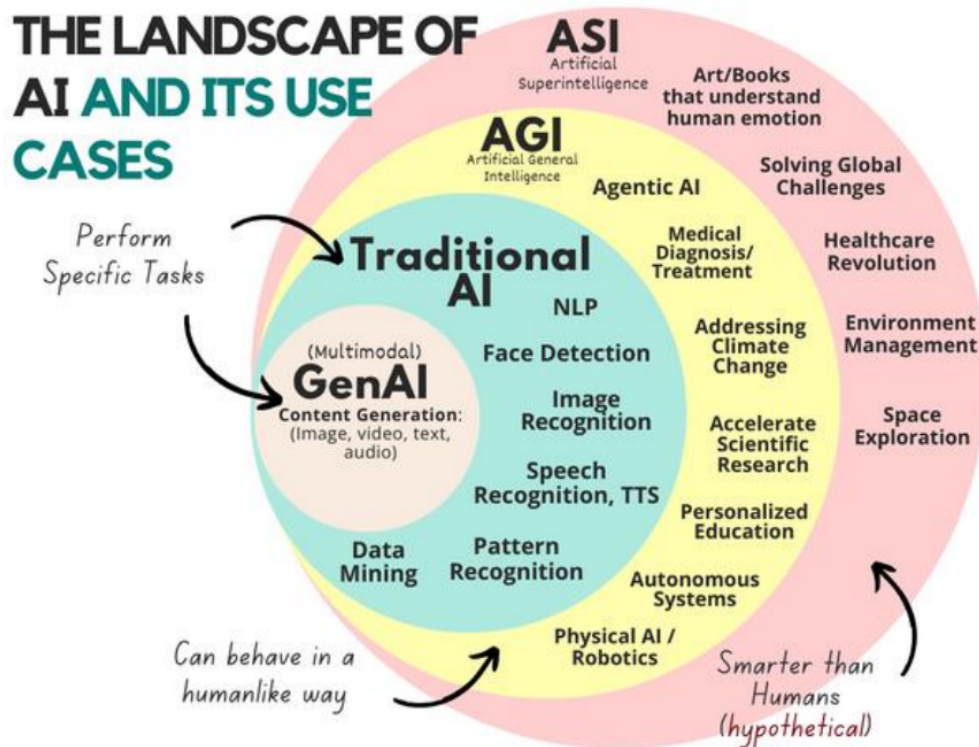 THE LANDSCAPE OF
AI AND ITS USE
CASES
ASI
Artificial
Superintelligence
Art/Books
that understand
human emotion
AGI
Artificial General
Intelligence
Agentic AI
Solving Global
Challenges
Perform
Specific Tasks
Traditional
AI
Medical
Diagnosis/
Treatment
Healthcare
Revolution
NLP
Addressing
Climate
Change
Environment
Management
(Multimodal)
GenAI
Content Generation:
(Image, video, text,
audio)
Face Detection
Image
Recognition
Accelerate
Scientific
Research
Space
Exploration
Speech
Recognition, TTS
Personalized
Education
Data
Mining
Pattern
Recognition
Autonomous
Systems
Physical AI /
Robotics
Can behave in a
humanlike way
Smarter than
Humans
(hypothetical)